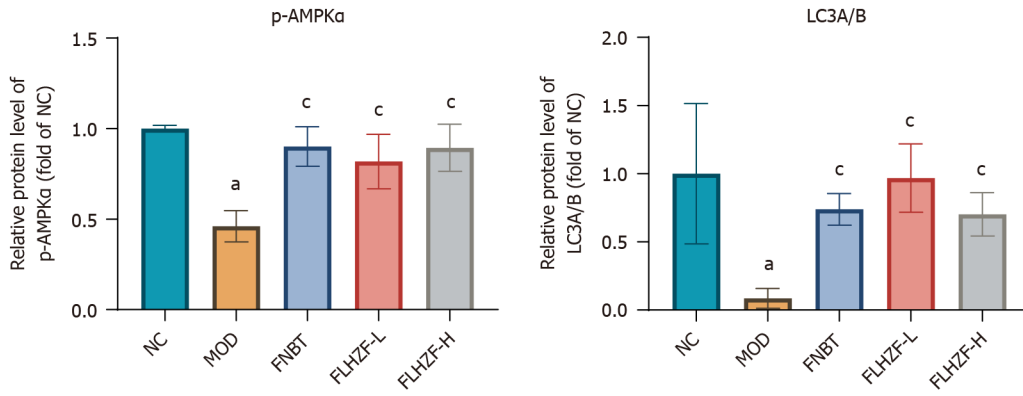 p-AMPKα
Relative protein level of
p-AMPKα (fold of NC)
1.5
1.0
0.5
0.0
a
c
c
c
NC
MOD
FNBT
FLHZF-L
FLHZF-H
LC3A/B
Relative protein level of
LC3A/B (fold of NC)
2.0
1.5
1.0
0.5
0.0
a
c
c
c
NC
MOD
FNBT
FLHZF-L
FLHZF-H